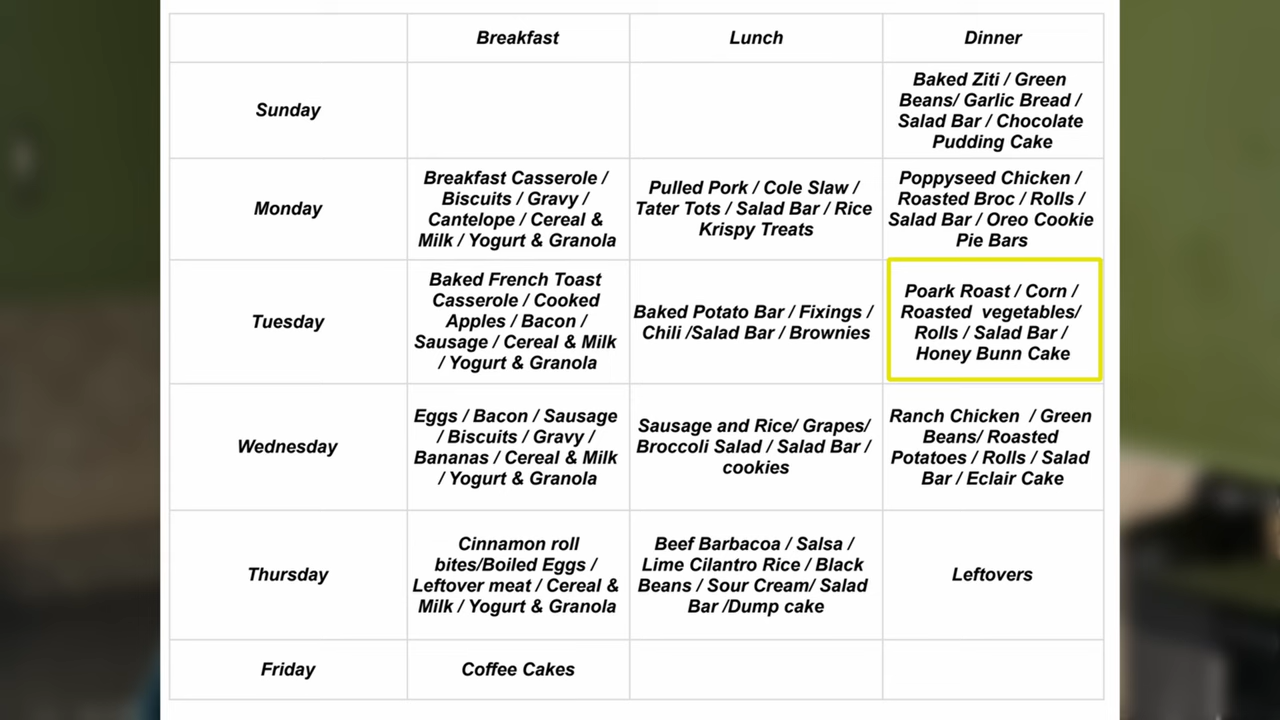 Breakfast Lunch Dinner
Sunday
Baked Ziti / Green
Beans/ Garlic Bread /
Salad Bar / Chocolate
Pudding Cake
Monday
Breakfast Casserole /
Biscuits / Gravy /
Cantelope / Cereal &
Milk / Yogurt & Granola
Pulled Pork / Cole Slaw /
Tater Tots / Salad Bar / Rice
Krispy Treats
Poppyseed Chicken /
Roasted Broc / Rolls /
Salad Bar / Oreo Cookie
Pie Bars
Tuesday
Baked French Toast
Casserole / Cooked
Apples / Bacon /
Sausage / Cereal & Milk
/ Yogurt & Granola
Baked Potato Bar / Fixings /
Chili /Salad Bar / Brownies
Poark Roast / Corn /
Roasted  vegetables/
Rolls / Salad Bar /
Honey Bunn Cake
Wednesday
Eggs / Bacon / Sausage
/ Biscuits / Gravy /
Bananas / Cereal & Milk
/ Yogurt & Granola
Sausage and Rice/ Grapes/
Broccoli Salad / Salad Bar /
cookies
Ranch Chicken  / Green
Beans/ Roasted
Potatoes / Rolls / Salad
Bar / Eclair Cake
Thursday
Cinnamon roll
bites/Boiled Eggs /
Leftover meat / Cereal &
Milk / Yogurt & Granola
Beef Barbacoa / Salsa /
Lime Cilantro Rice / Black
Beans / Sour Cream/ Salad
Bar /Dump cake
Leftovers
Friday
Coffee Cakes